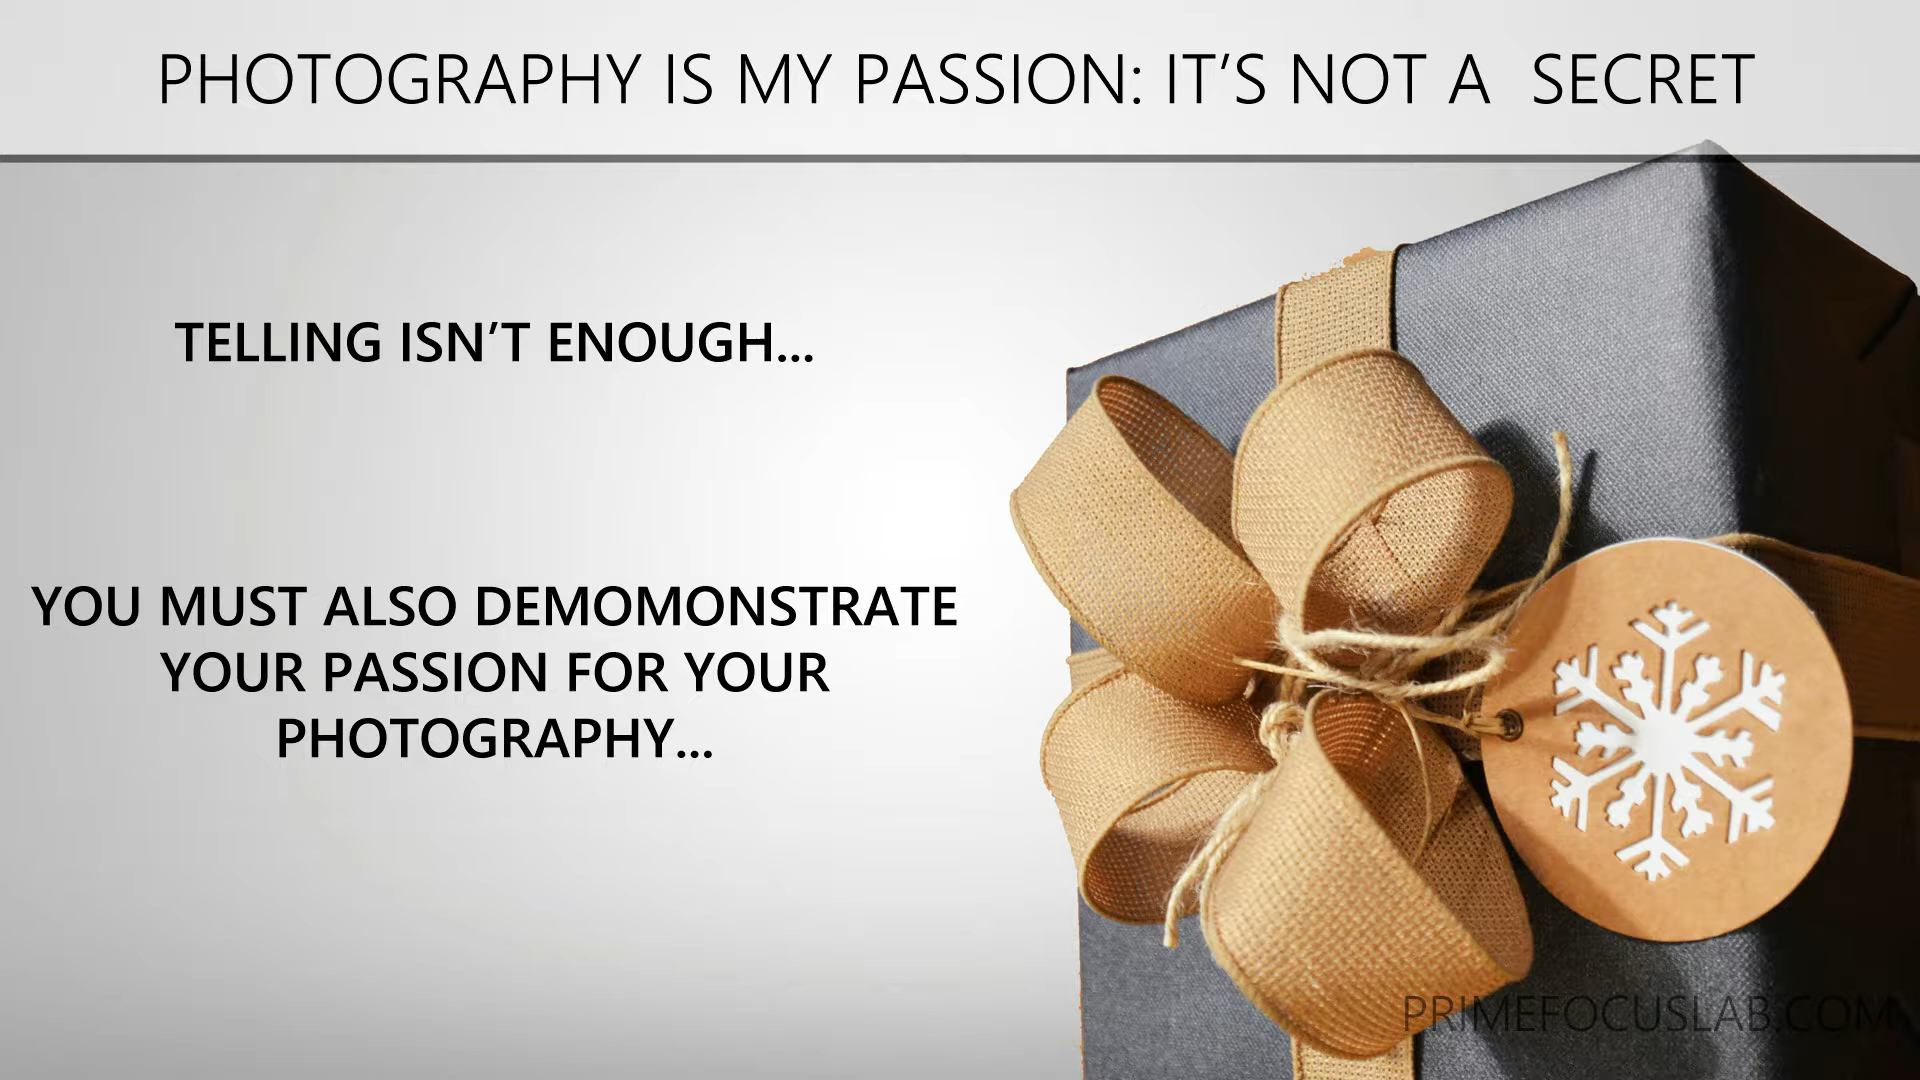 PHOTOGRAPHY IS MY PASSION: IT’S NOT A  SECRET
TELLING ISN’T ENOUGH...
YOU MUST ALSO DEMOMONSTRATE
YOUR PASSION FOR YOUR
PHOTOGRAPHY...
PRIMEFOCUSLAB.COM